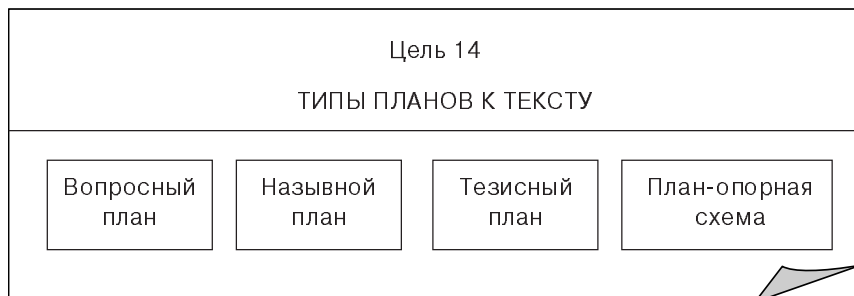 Цель 14
ТИПЫ ПЛАНОВ К ТЕКСТУ
Вопросный план
Назывной план
Тезисный план
План-опорная схема